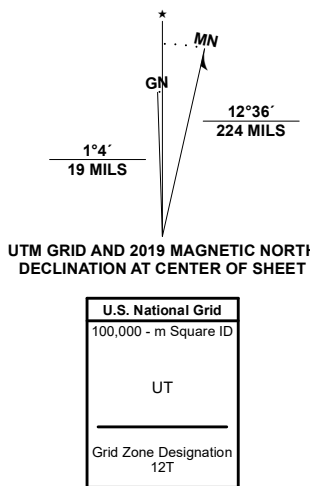 ★
MN
GN
12°36´
224 MILS
1°4´
19 MILS
UTM GRID AND 2019 MAGNETIC NORTH
DECLINATION AT CENTER OF SHEET
U.S. National Grid
100,000 - m Square ID
UT
Grid Zone Designation
12T